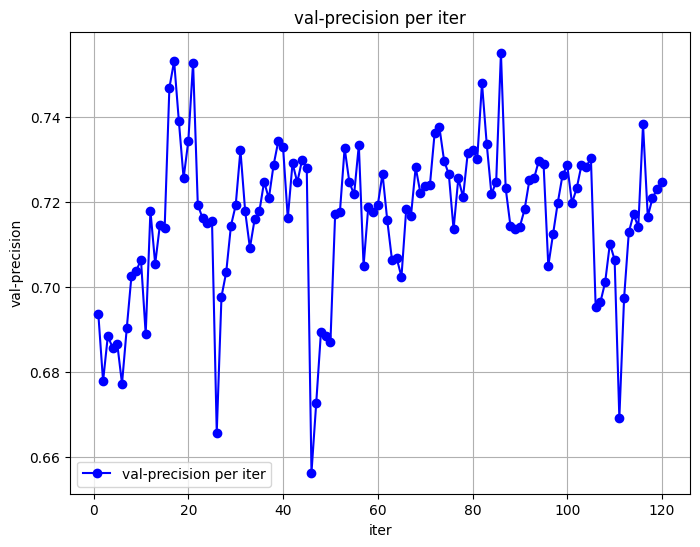 val-precision per iter
0.74
0.72
0.70
0.68
0.66
val-precision
val-precision per iter
0 20 40 60 80 100 120
iter